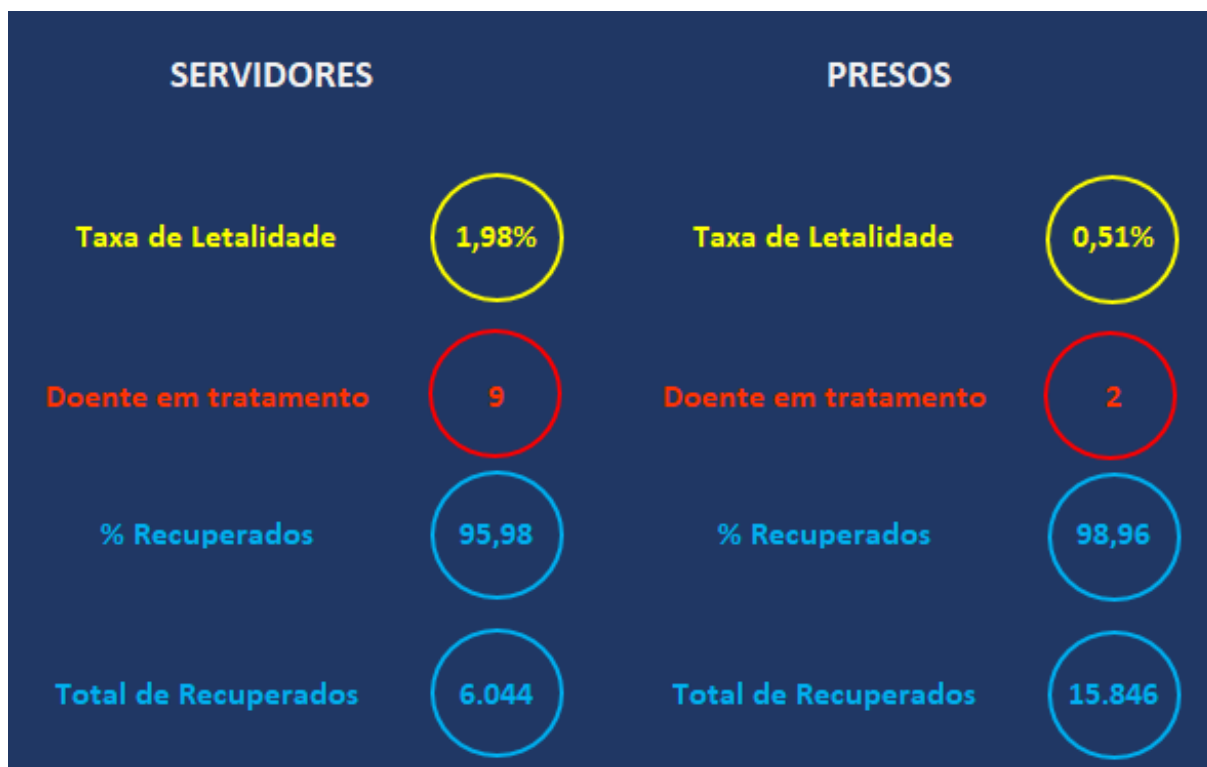 SERVIDORES
PRESOS
Taxa de Letalidade 1,98%
Taxa de Letalidade 0,51%
Doente em tratamento 9
Doente em tratamento 2
% Recuperados 95,98
% Recuperados 98,96
Total de Recuperados 6.044
Total de Recuperados 15.846